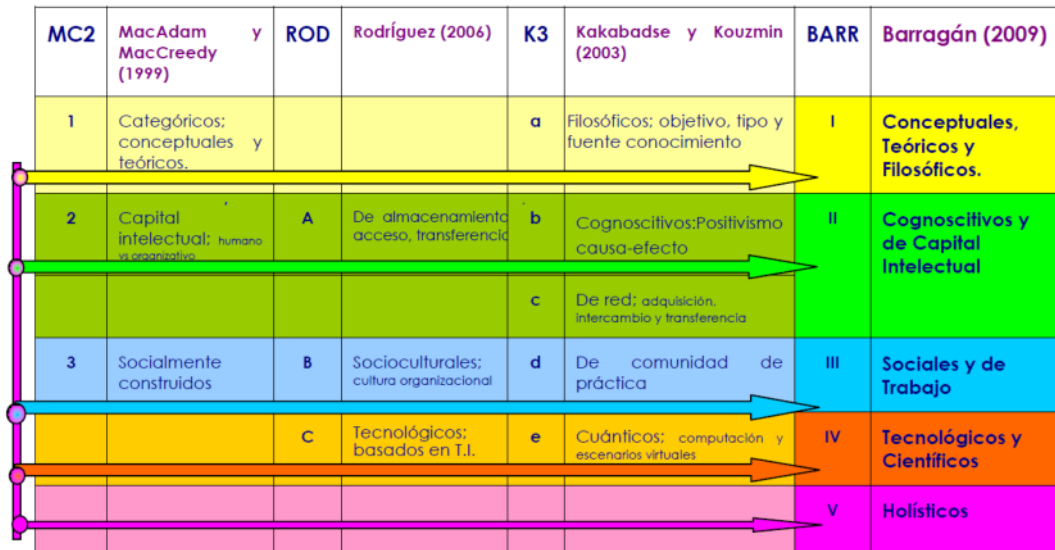 MC2 MacAdam y MacCreedy (1999) ROD Rodríguez (2006) K3 Kakabadse y Kouzmin (2003) BARR Barragán (2009)
1
Categóricos;
conceptuales y
teóricos.
a
Filosóficos; objetivo, tipo y
fuente conocimiento
I
Conceptuales,
Teóricos y
Filosóficos.
2
Capital
intelectual; humano
vs organizativo
A
De almacenamiento
acceso, transferencia
b
Cognoscitivos:Positivismo
causa-efecto
II
Cognoscitivos y
de Capital
Intelectual
c
De red; adquisición,
intercambio y transferencia
3
Socialmente
construidos
B
Socioculturales;
cultura organizacional
d
De comunidad de
práctica
III
Sociales y de
Trabajo
C
Tecnológicos;
basados en T.I.
e
Cuánticos; computación y
escenarios virtuales
IV
Tecnológicos y
Científicos
V
Holísticos